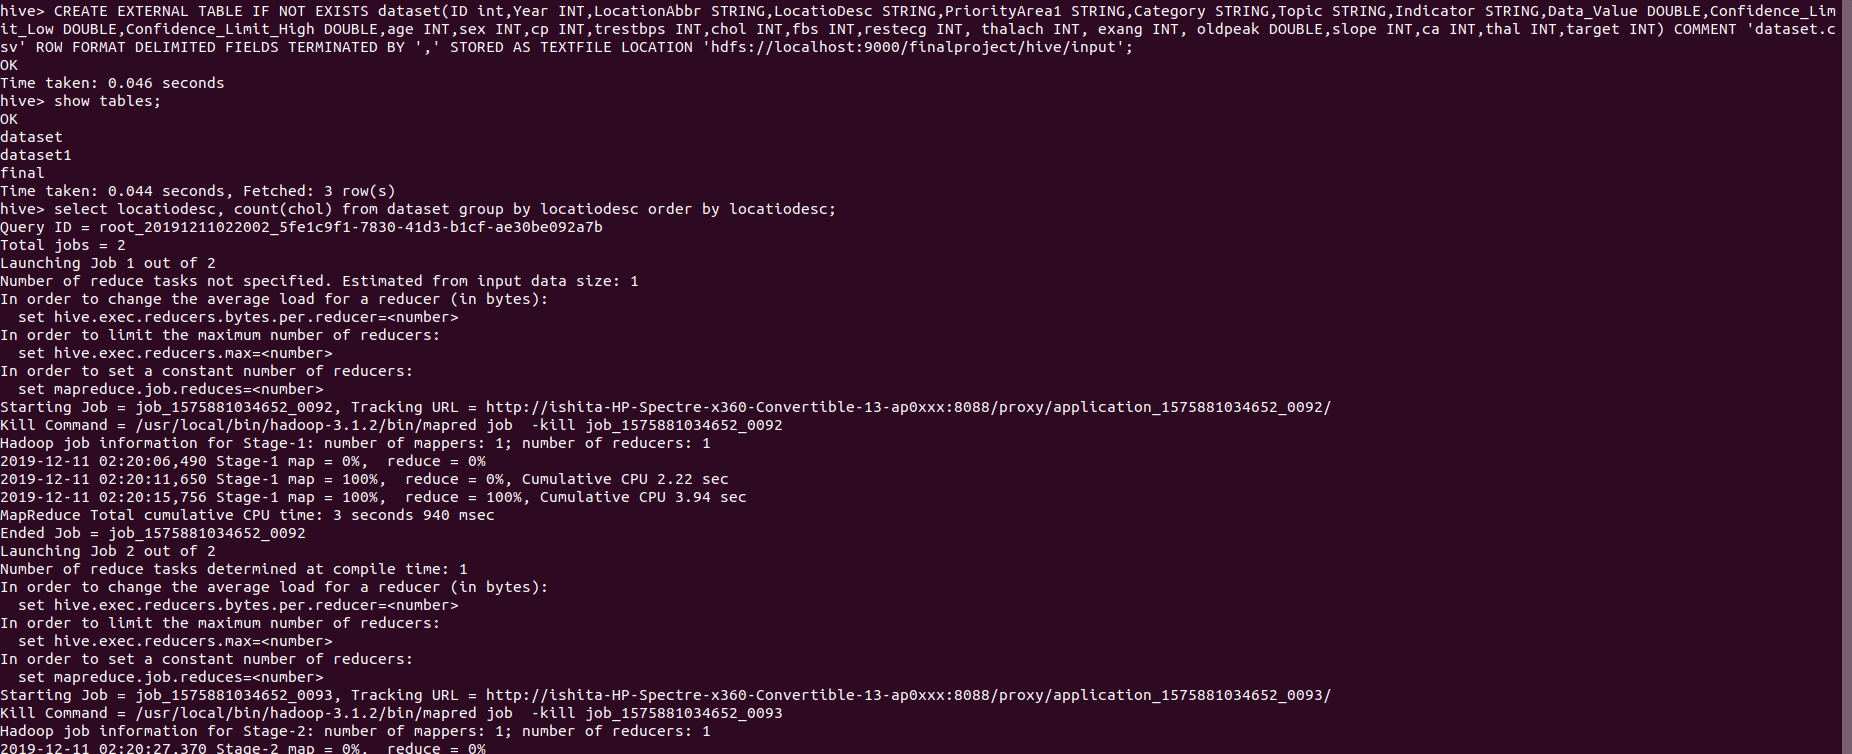 hive> CREATE EXTERNAL TABLE IF NOT EXISTS dataset(ID int,Year INT,LocationAbbr STRING,LocatioDesc STRING,PriorityArea1 STRING,Category STRING,Topic STRING,Indicator STRING,Data_Value DOUBLE,Confidence_Lim
it_Low DOUBLE,Confidence_Limit_High DOUBLE,age INT,sex INT,cp INT,trestbps INT,chol INT,fbs INT,restecg INT, thalach INT, exang INT, oldpeak DOUBLE,slope INT,ca INT,thal INT,target INT) COMMENT 'dataset.c
sv' ROW FORMAT DELIMITED FIELDS TERMINATED BY ',' STORED AS TEXTFILE LOCATION 'hdfs://localhost:9000/finalproject/hive/input';
OK
Time taken: 0.046 seconds
hive> show tables;
OK
dataset
dataset1
final
Time taken: 0.044 seconds, Fetched: 3 row(s)
hive> select locatiodesc, count(chol) from dataset group by locatiodesc order by locatiodesc;
Query ID = root_20191211022002_5fe1c9f1-7830-41d3-b1cf-ae30be092a7b
Total jobs = 2
Launching Job 1 out of 2
Number of reduce tasks not specified. Estimated from input data size: 1
In order to change the average load for a reducer (in bytes):
  set hive.exec.reducers.bytes.per.reducer=<number>
In order to limit the maximum number of reducers:
  set hive.exec.reducers.max=<number>
In order to set a constant number of reducers:
  set mapreduce.job.reduces=<number>
Starting Job = job_1575881034652_0092, Tracking URL = http://ishita-HP-Spectre-x360-Convertible-13-ap0xxx:8088/proxy/application_1575881034652_0092/
Kill Command = /usr/local/bin/hadoop-3.1.2/bin/mapred job  -kill job_1575881034652_0092
Hadoop job information for Stage-1: number of mappers: 1; number of reducers: 1
2019-12-11 02:20:06,490 Stage-1 map = 0%,  reduce = 0%
2019-12-11 02:20:11,650 Stage-1 map = 100%,  reduce = 0%, Cumulative CPU 2.22 sec
2019-12-11 02:20:15,756 Stage-1 map = 100%,  reduce = 100%, Cumulative CPU 3.94 sec
MapReduce Total cumulative CPU time: 3 seconds 940 msec
Ended Job = job_1575881034652_0092
Launching Job 2 out of 2
Number of reduce tasks determined at compile time: 1
In order to change the average load for a reducer (in bytes):
  set hive.exec.reducers.bytes.per.reducer=<number>
In order to limit the maximum number of reducers:
  set hive.exec.reducers.max=<number>
In order to set a constant number of reducers:
  set mapreduce.job.reduces=<number>
Starting Job = job_1575881034652_0093, Tracking URL = http://ishita-HP-Spectre-x360-Convertible-13-ap0xxx:8088/proxy/application_1575881034652_0093/
Kill Command = /usr/local/bin/hadoop-3.1.2/bin/mapred job  -kill job_1575881034652_0093
Hadoop job information for Stage-2: number of mappers: 1; number of reducers: 1
2019-12-11 02:20:27,370 Stage-2 map = 0%,  reduce = 0%